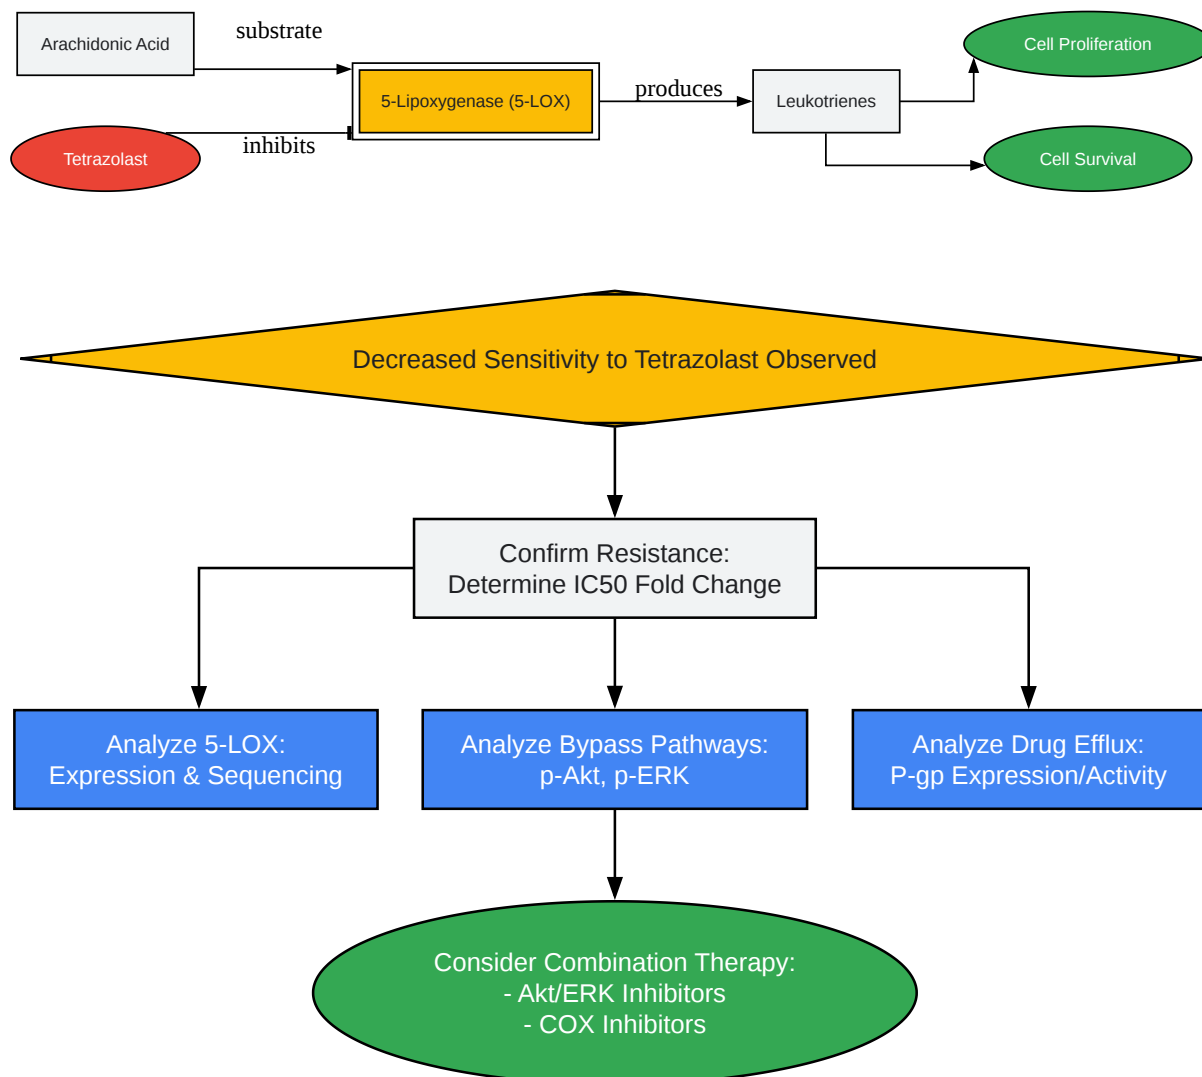 Arachidonic Acid
substrate
Cell Proliferation
5-Lipoxygenase (5-LOX)
produces
Leukotrienes
Tetrazolast
inhibits
Cell Survival
Decreased Sensitivity to Tetrazolast Observed
Confirm Resistance:
Determine IC50 Fold Change
Analyze 5-LOX:
Expression & Sequencing
Analyze Bypass Pathways:
p-Akt, p-ERK
Analyze Drug Efflux:
P-gp Expression/Activity
Consider Combination Therapy:
- Akt/ERK Inhibitors
- COX Inhibitors